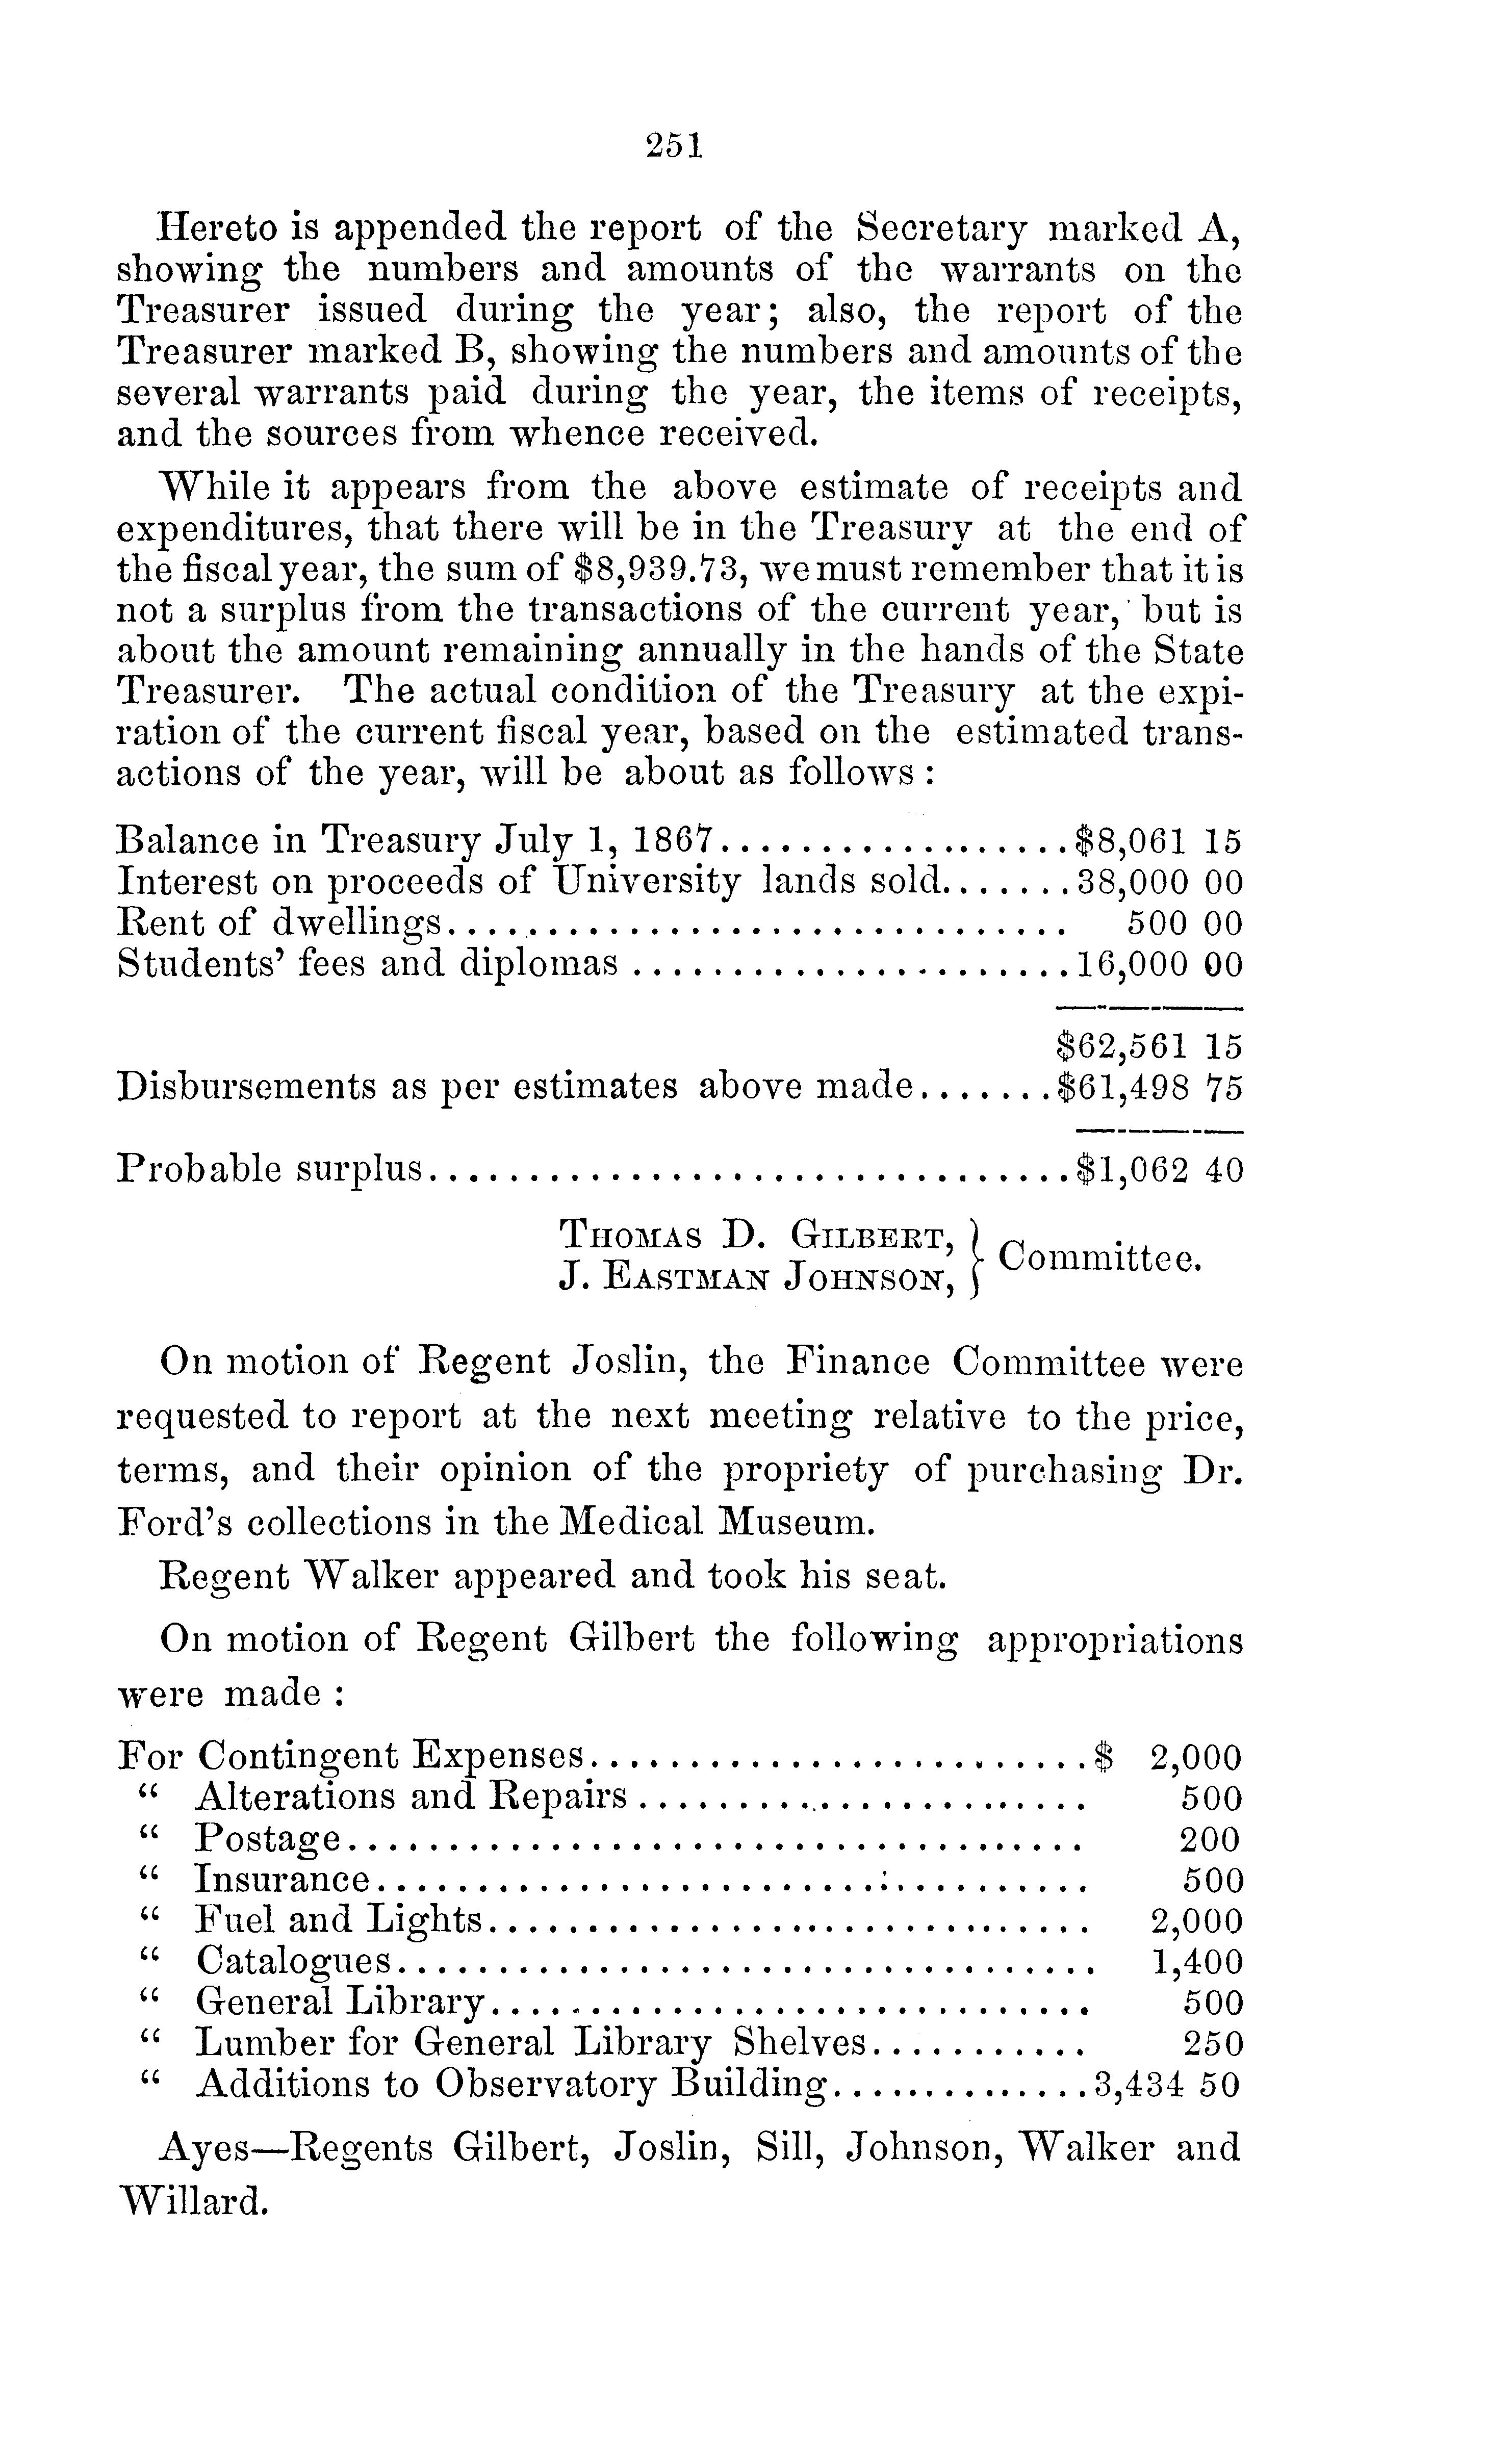 251
Hereto is appended the report of the Secretary marked A,
showing the numbers and amounts of the warrants on the
Treasurer issued during the year; also, the report of the
Treasurer marked B, showing the numbers and amounts of the
several warrants paid during the year, the items of receipts,
and the sources from whence received.
While it appears from the above estimate of receipts and
expenditures, that there will be in the Treasury at the end of
the fiscal year, the sum of $8,939.73, we must remember that it is
not a surplus from the transactions of the current year, but is
about the amount remaining annually in the hands of the State
Treasurer. The actual condition of the Treasury at the expi-
ration of the current fiscal year, based on the estimated trans-
actions of the year, will be about as follows :
Balance in Treasury July 1, 1867..................$8,061 15
Interest on proceeds of University lands sold.......38,000 00
Rent of dwellings............................... 500 00
Students’ fees and diplomas ......................16,000 00
$62,561 15
Disbursements as per estimates above made.......$61,498 75
Probable surplus................................$1,062 40
THOMAS D. GILBERT, } Committee.
J. EASTMAN JOHNSON,
On motion of Regent Joslin, the Finance Committee were
requested to report at the next meeting relative to the price,
terms, and their opinion of the propriety of purchasing Dr.
Ford’s collections in the Medical Museum.
Regent Walker appeared and took his seat.
On motion of Regent Gilbert the following appropriations
were made :
For Contingent Expenses.........................$ 2,000
“ Alterations and Repairs ....................... 500
“ Postage..................................... 200
“ Insurance................................... 500
“ Fuel and Lights.............................. 2,000
“ Catalogues................................... 1,400
“ General Library.............................. 500
“ Lumber for General Library Shelves........... 250
“ Additions to Observatory Building.............3,434 50
Ayes—Regents Gilbert, Joslin, Sill, Johnson, Walker and
Willard.